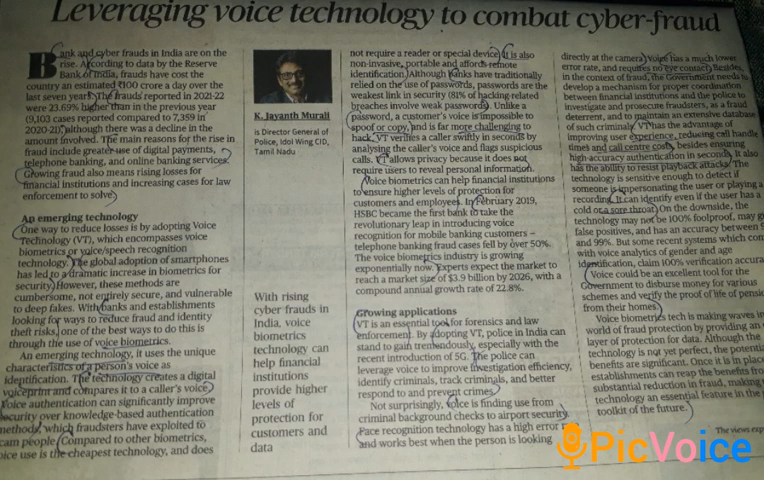 Leveraging voice technology to combat cyber-fraud
Bank and cyber frauds in India are on the
rise. According to data by the Reserve
Bank of India, frauds have cost the
country an estimated ₹100 crore a day over the
last seven years. The frauds reported in 2021-22
were 23.69% higher than in the previous year
(9,103 cases reported compared to 7,359 in
2020-21), although there was a decline in the
amount involved. The main reasons for the rise in
fraud include greater use of digital payments,
telephone banking, and online banking services.
Growing fraud also means rising losses for
financial institutions and increasing cases for law
enforcement to solve.
An emerging technology
One way to reduce losses is by adopting Voice
Technology (VT), which encompasses voice
biometrics or voice/speech recognition
technology. The global adoption of smartphones
has led to a dramatic increase in biometrics for
security. However, these methods are
cumbersome, not entirely secure, and vulnerable
to deep fakes. With banks and establishments
looking for ways to reduce fraud and identity
theft risks, one of the best ways to do this is
through the use of voice biometrics.
An emerging technology, it uses the unique
characteristics of a person's voice as
identification. The technology creates a digital
voiceprint and compares it to a caller's voice.
Voice authentication can significantly improve
security over knowledge-based authentication
methods, which fraudsters have exploited to
scam people. Compared to other biometrics,
voice use is the cheapest technology, and does
K. Jayanth Murali
is Director General of
Police, Idol Wing CID,
Tamil Nadu
With rising
cyber frauds in
India, voice
biometrics
technology can
help financial
institutions
provide higher
levels of
protection for
customers and
data
not require a reader or special device. It is also
non-invasive, portable and affords remote
identification. Although banks have traditionally
relied on the use of passwords, passwords are the
weakest link in security (81% of hacking-related
breaches involve weak passwords). Unlike a
password, a customer's voice is impossible to
spoof or copy, and is far more challenging to
hack. VT verifies a caller swiftly in seconds by
analysing the caller's voice and flags suspicious
calls. VT allows privacy because it does not
require users to reveal personal information.
Voice biometrics can help financial institutions
to ensure higher levels of protection for
customers and employees. In February 2019,
HSBC became the first bank to take the
revolutionary leap in introducing voice
recognition for mobile banking customers –
telephone banking fraud cases fell by over 50%.
The voice biometrics industry is growing
exponentially now. Experts expect the market to
reach a market size of $3.9 billion by 2026, with a
compound annual growth rate of 22.8%.
Growing applications
VT is an essential tool for forensics and law
enforcement. By adopting VT, police in India can
stand to gain tremendously, especially with the
recent introduction of 5G. The police can
leverage voice to improve investigation efficiency,
identify criminals, track criminals, and better
respond to and prevent crimes.
Not surprisingly, voice is finding use from
criminal background checks to airport security.
Face recognition technology has a high error
and works best when the person is looking
directly at the camera. Voice has a much lower
error rate, and requires no eye contact. Besides,
in the context of fraud, the Government needs to
develop a mechanism for proper coordination
between financial institutions and the police to
investigate and prosecute fraudsters, as a fraud
deterrent, and to maintain an extensive database
of such criminals. VT has the advantage of
improving user experience, reducing call handle
times and call centre costs, besides ensuring
high-accuracy authentication in seconds. It also
has the ability to resist playback attacks. The
technology is sensitive enough to detect if
someone is impersonating the user or playing a
recording. It can identify even if the user has a
cold or a sore throat. On the downside, the
technology may not be 100% foolproof, may
false positives, and has an accuracy between
and 99%. But some recent systems which
with voice analytics of gender and age
identification, claim 100% verification
Voice could be an excellent tool for the
Government to disburse money for various
schemes and verify the proof of life of
from their homes.
Voice biometrics tech is making waves in
world of fraud protection by providing an
layer of protection for data. Although the
technology is not yet perfect, the
benefits are significant. Once it is in place
establishments can reap the benefits
substantial reduction in fraud, making
technology an essential feature in the
toolkit of the future.
The views
PicVoice